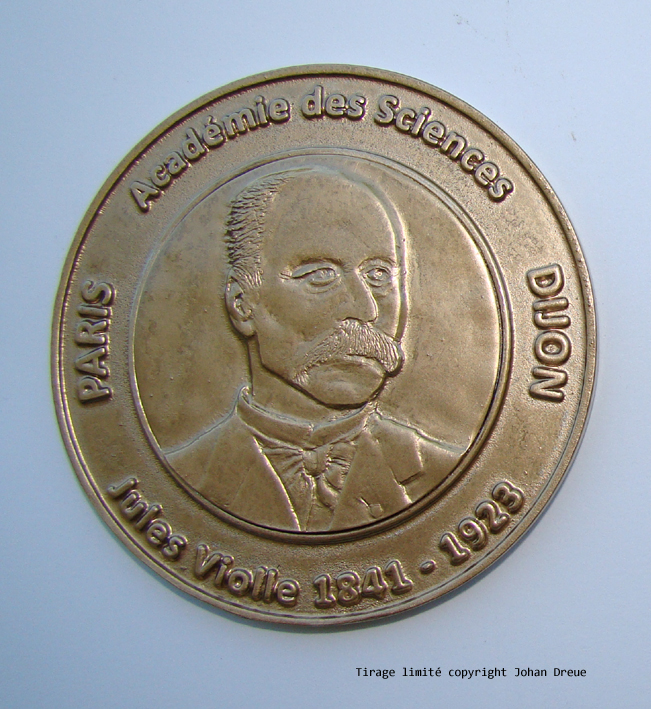 Académie des Sciences
PARIS
DIJON
Jules Violle 1841 - 1923
Tirage limité copyright Johan Dreue